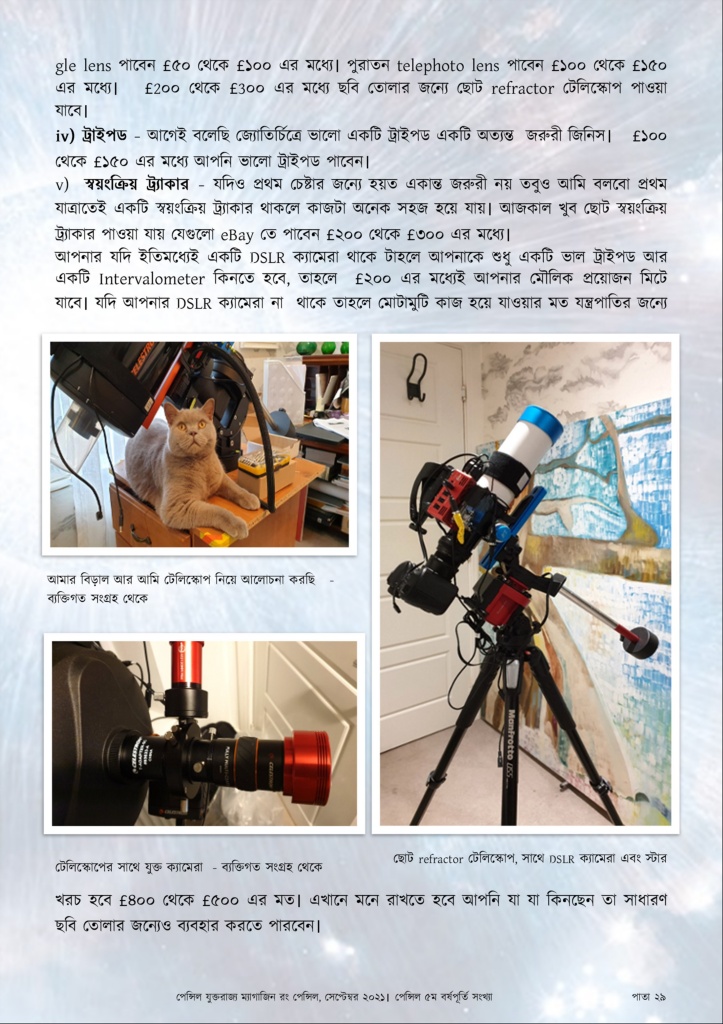 gle lens পাবেন £৫০ থেকে £১০০ এর মধ্যে। পুরাতন telephoto lens পাবেন £১০০ থেকে £১৫০
এর মধ্যে। £২০০ থেকে £৩০০ এর মধ্যে ছবি তোলার জন্যে ছোট refractor টেলিস্কোপ পাওয়া
যাবে।
iv) ট্রাইপড - আগেই বলেছি জ্যোতির্চিত্রে ভালো একটি ট্রাইপড একটি অত্যন্ত জরুরী জিনিস। £১০০
থেকে £১৫০ এর মধ্যে আপনি ভালো ট্রাইপড পাবেন।
v) স্বয়ংক্রিয় ট্র্যাকার - যদিও প্রথম চেষ্টার জন্যে হয়ত একান্ত জরুরী নয় তবুও আমি বলবো প্রথম
যাত্রাতেই একটি স্বয়ংক্রিয় ট্র্যাকার থাকলে কাজটা অনেক সহজ হয়ে যায়। আজকাল খুব ছোট স্বয়ংক্রিয়
ট্র্যাকার পাওয়া যায় যেগুলো eBay তে পাবেন £২০০ থেকে £৩০০ এর মধ্যে।
আপনার যদি ইতিমধ্যেই একটি DSLR ক্যামেরা থাকে টাহলে আপনাকে শুধু একটি ভাল ট্রাইপড আর
একটি Intervalometer কিনতে হবে, তাহলে £২০০ এর মধ্যেই আপনার মৌলিক প্রয়োজন মিটে
যাবে। যদি আপনার DSLR ক্যামেরা না থাকে তাহলে মোটামুটি কাজ হয়ে যাওয়ার মত যন্ত্রপাতির জন্যে
আমার বিড়াল আর আমি টেলিস্কোপ নিয়ে আলোচনা করছি -
ব্যক্তিগত সংগ্রহ থেকে
Manfrotto
055
টেলিস্কোপের সাথে যুক্ত ক্যামেরা - ব্যক্তিগত সংগ্রহ থেকে
ছোট refractor টেলিস্কোপ, সাথে DSLR ক্যামেরা এবং স্টার
খরচ হবে £৪০০ থেকে £৫০০ এর মত। এখানে মনে রাখতে হবে আপনি যা যা কিনছেন তা সাধারণ
ছবি তোলার জন্যেও ব্যবহার করতে পারবেন।
পেন্সিল যুক্তরাজ্য ম্যাগাজিন রং পেন্সিল, সেপ্টেম্বর ২০২১। পেন্সিল ৫ম বর্ষপূর্তি সংখ্যা পাতা ২৯